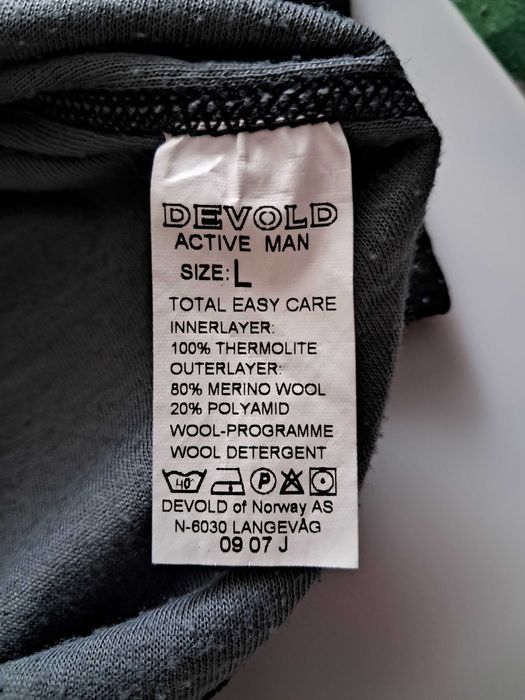 DEVOLD
ACTIVE MAN
SIZE: L
TOTAL EASY CARE
INNERLAYER:
100% THERMOLITE
OUTERLAYER:
80% MERINO WOOL
20% POLYAMID
WOOL-PROGRAMME
WOOL DETERGENT
40° P
DEVOLD of Norway AS
N-6030 LANGEVÅG
09 07 J